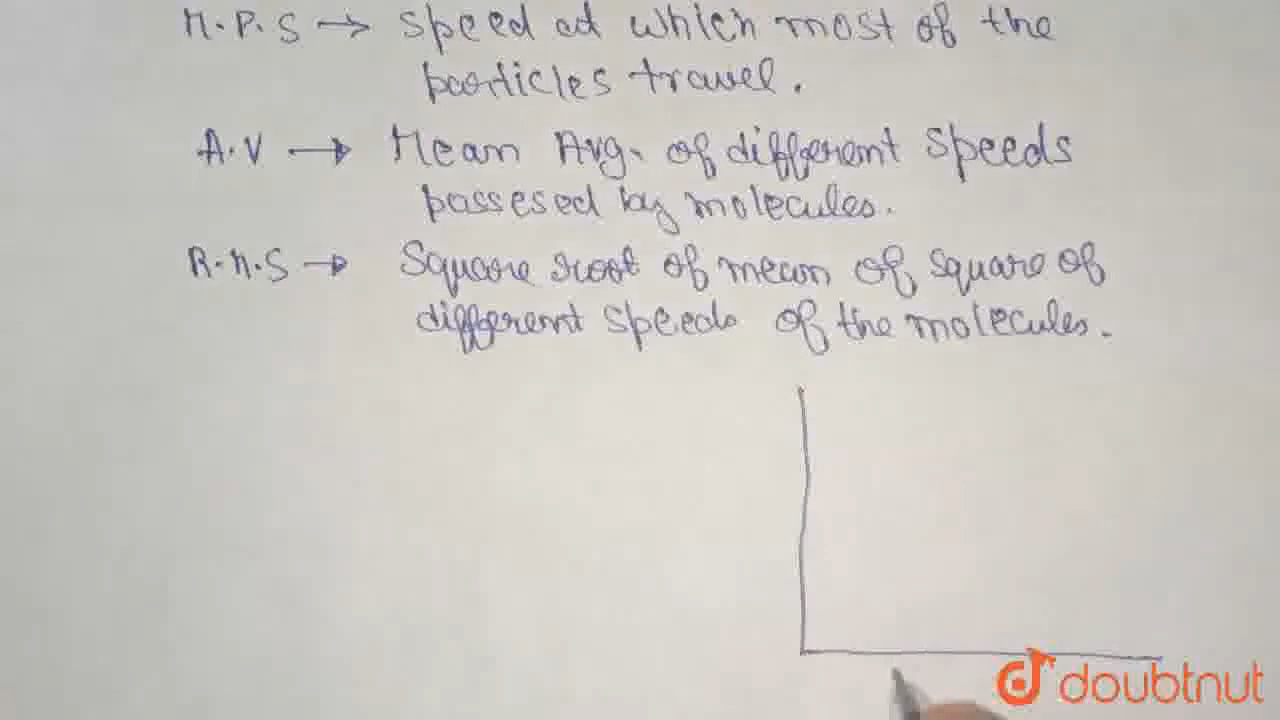 M.P.S → Speed at which most of the
particles travel.
A.V → Mean Avg. of different speeds
passesed by molecules.
R.M.S → Square root of mean of square of
different speeds of the molecules.
doubtnut